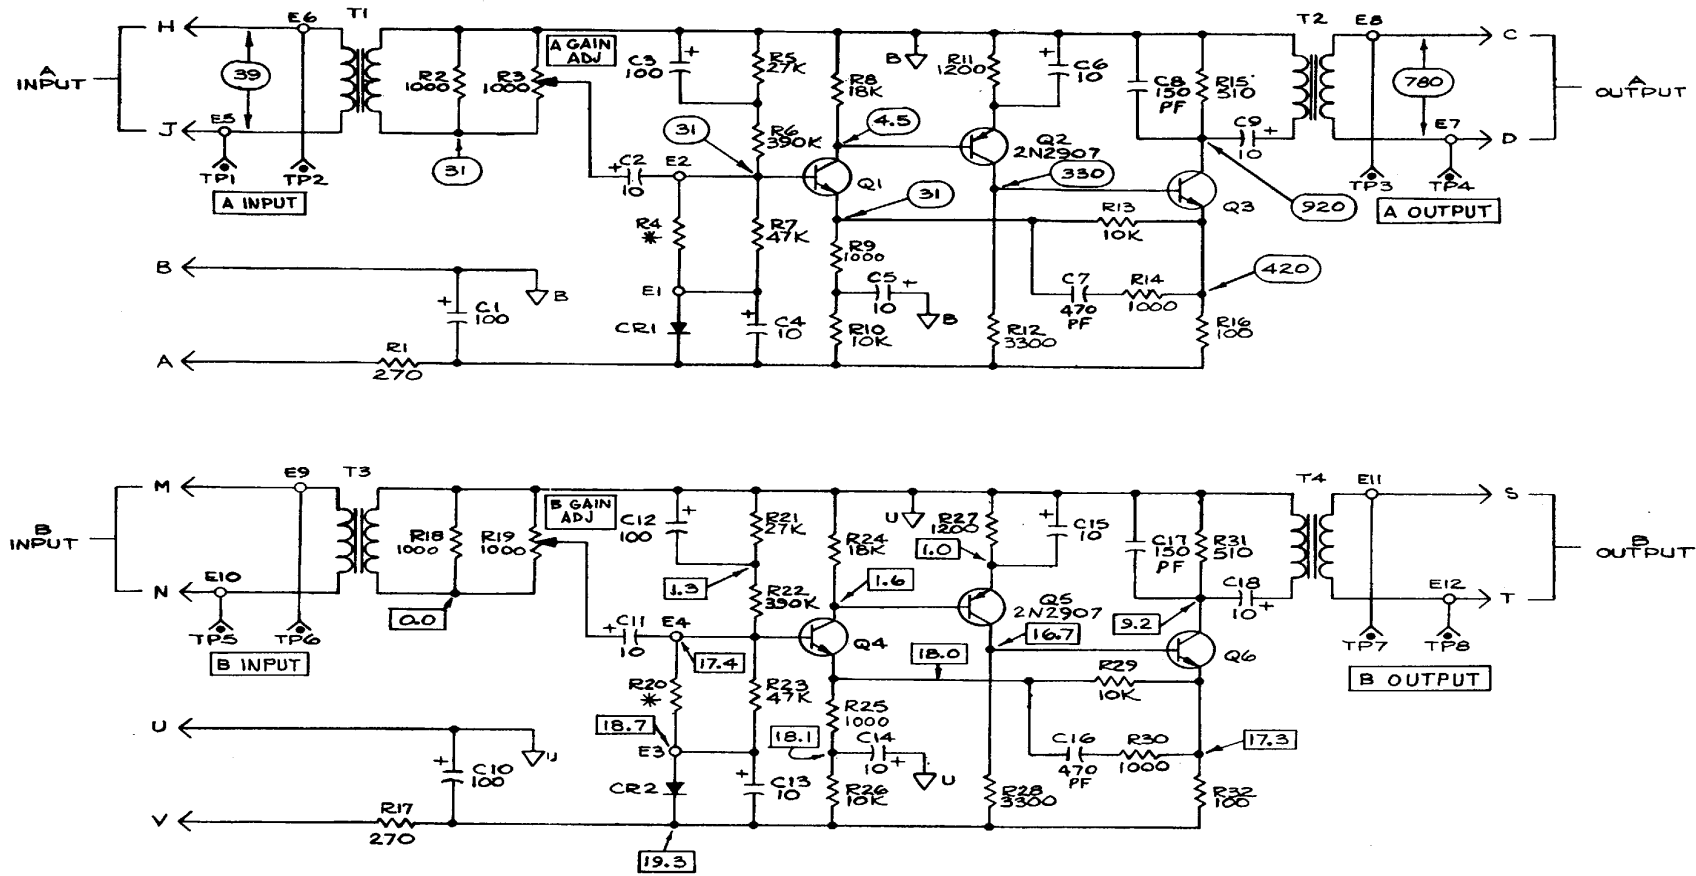 H
E6
T1
A GAIN
ADJ
C3
100
+
R5
27K
R8
18K
B
R11
1200
+
C6
10
C8
150
PF
R15
510
T2
E8
C
A
INPUT
39
R2
1000
R3
1000
780
A
OUTPUT
J
E5
TP1
TP2
A INPUT
31
31
R6
390K
4.5
C2
+
10
E2
Q1
Q2
2N2907
330
C9
+
10
E7
D
TP3
TP4
A OUTPUT
Q3
920
R4
*
R7
47K
31
R9
1000
R13
10K
B
B
+
C1
100
E1
CR1
+
C4
10
C5
+
10
B
R10
10K
R12
3300
C7
470
PF
R14
1000
420
R16
100
A
R1
270
M
E9
T3
B GAIN
ADJ
C12
100
+
R21
27K
R24
18K
U
R27
1200
+
C15
10
C17
150
PF
R31
510
T4
E11
S
B
INPUT
R18
1000
R19
1000
1.0
B
OUTPUT
N
E10
TP5
TP6
B INPUT
0.0
1.3
R22
390K
1.6
C11
+
10
E4
17.4
Q4
Q5
2N2907
16.7
9.2
C18
+
10
E12
T
TP7
TP8
B OUTPUT
Q6
R20
*
R23
47K
18.0
R25
1000
R29
10K
U
U
+
C10
100
18.7
E3
CR2
+
C13
10
18.1
C14
+
10
U
R26
10K
R28
3300
C16
470
PF
R30
1000
17.3
R32
100
V
R17
270
19.3